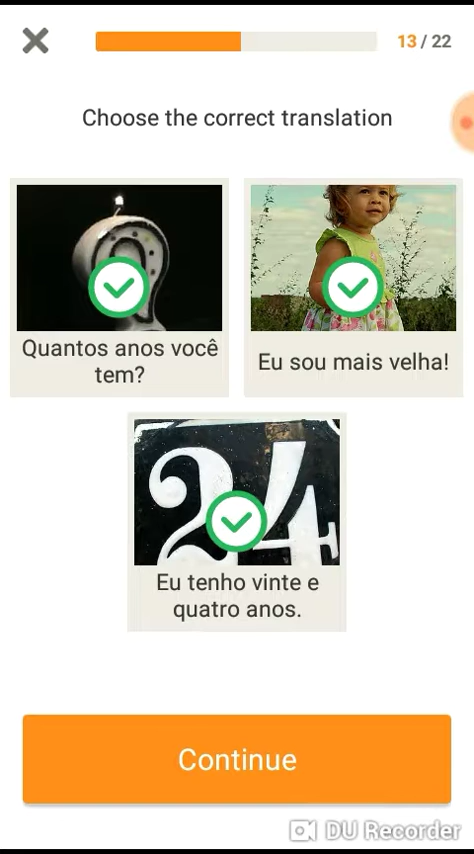 13 / 22
Choose the correct translation
Quantos anos você
tem?
Eu sou mais velha!
24
Eu tenho vinte e
quatro anos.
Continue
DU Recorder